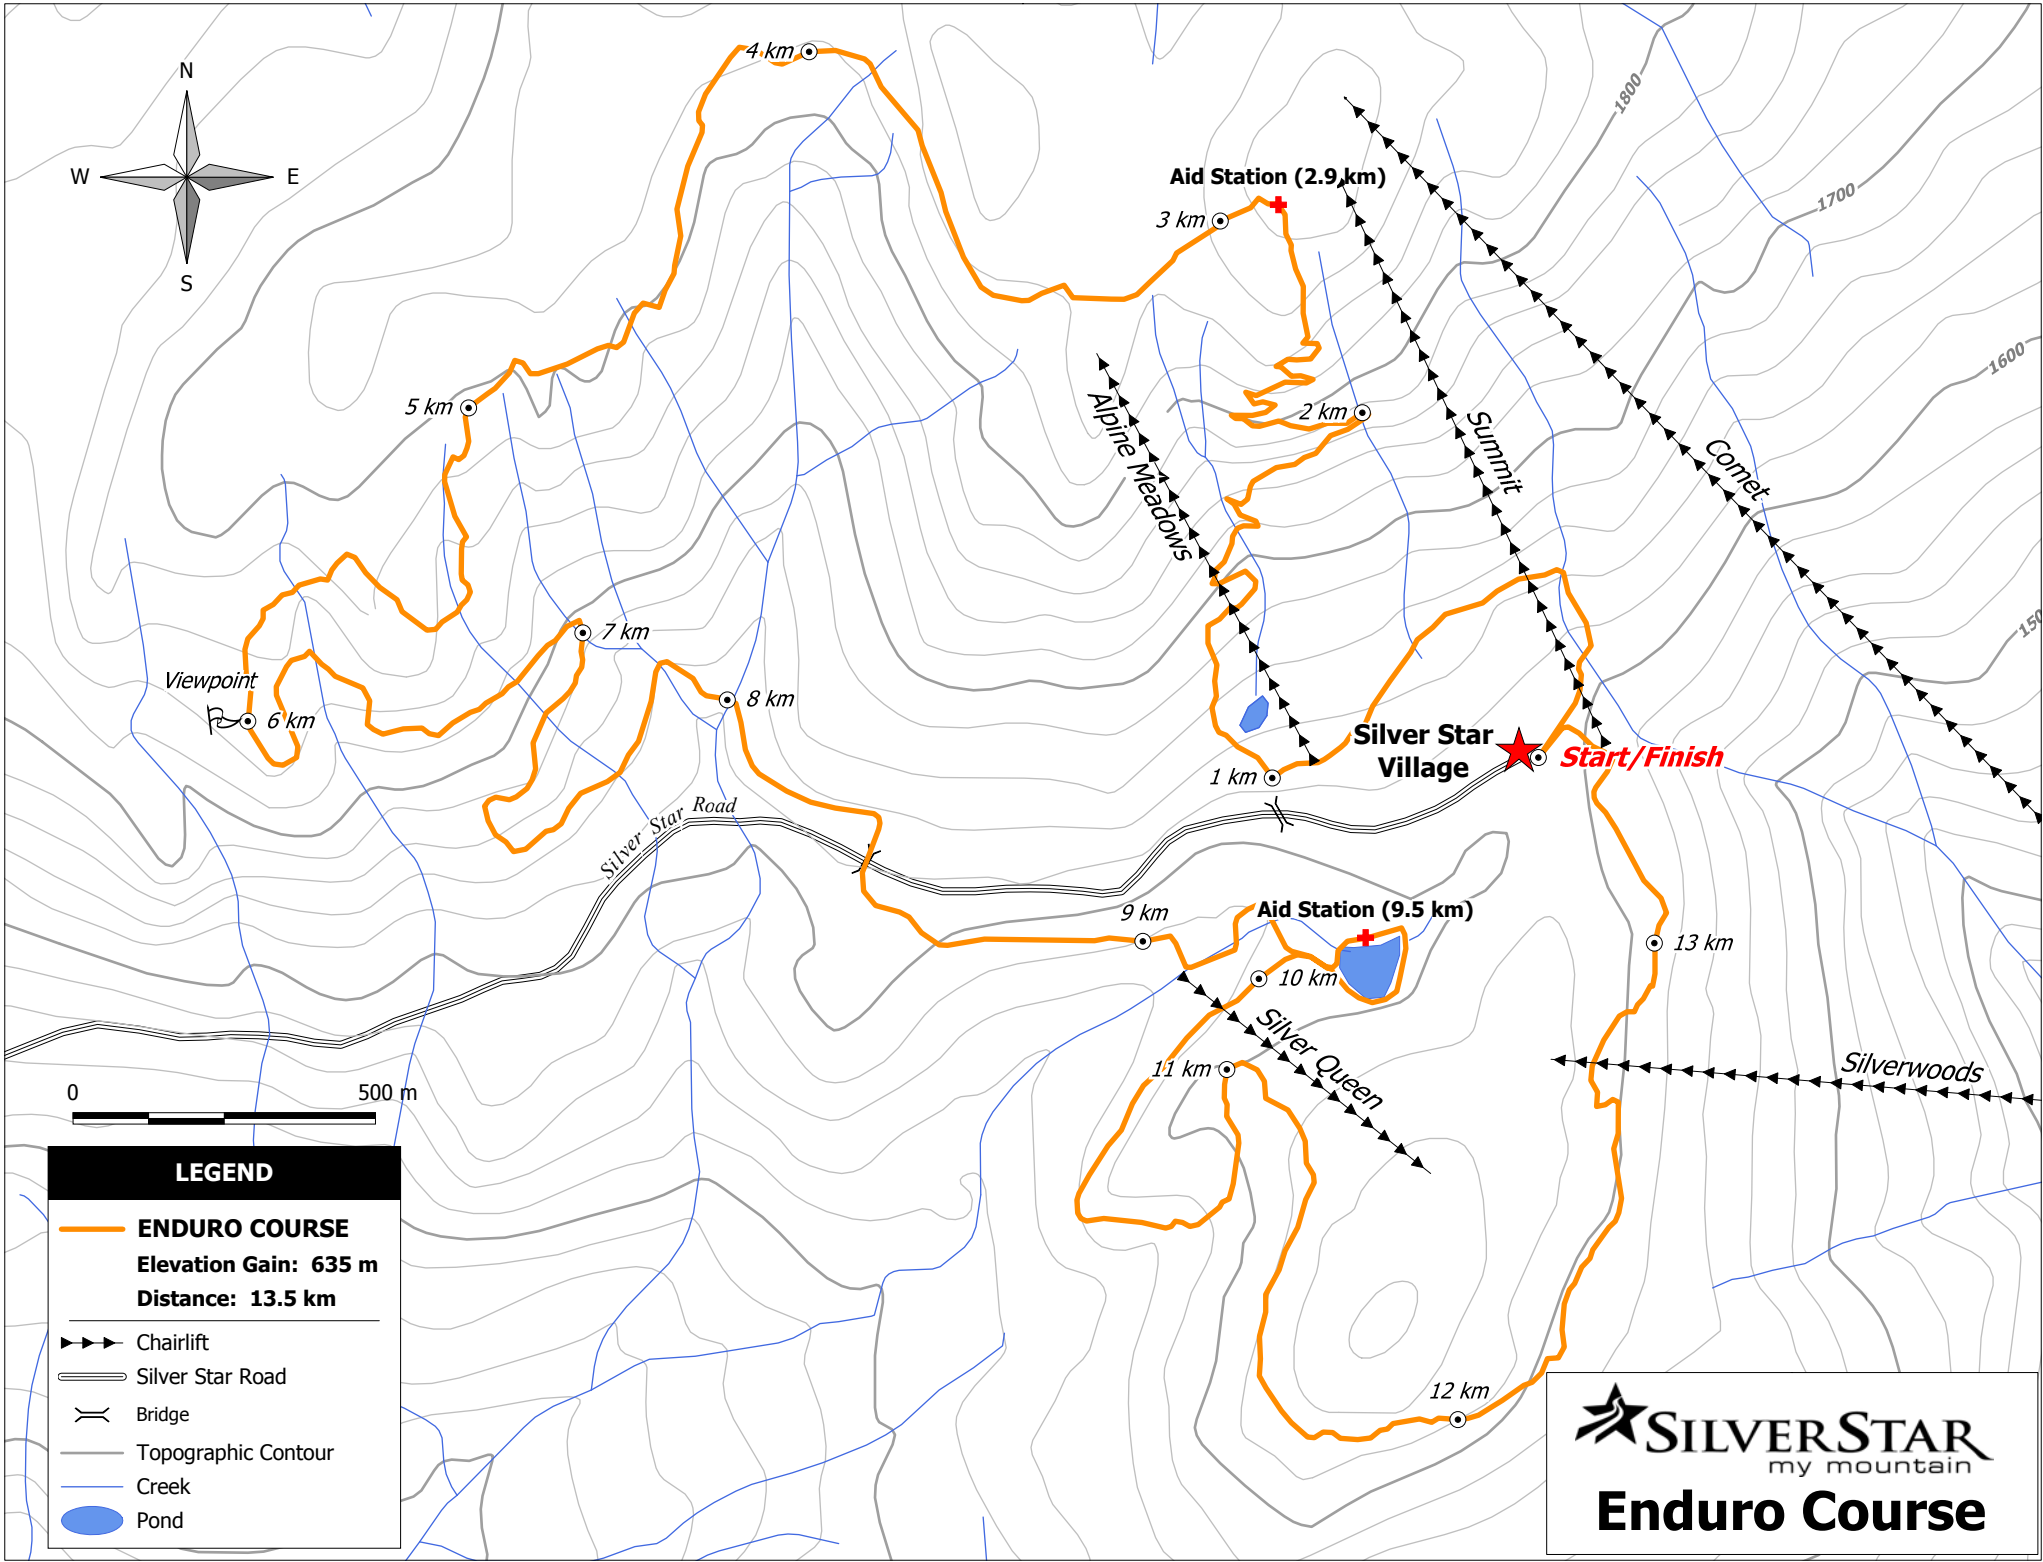 N
W
E
S
4 km
1800
Aid Station (2.9 km)
3 km
1700
1600
5 km
2 km
Alpine Meadows
Summit
Comet
7 km
Viewpoint
6 km
8 km
Silver Star
Village
Start/Finish
1 km
Silver Star Road
9 km
Aid Station (9.5 km)
10 km
13 km
Silver Queen
11 km
Silverwoods
12 km
0
500 m
LEGEND
ENDURO COURSE
Elevation Gain: 635 m
Distance: 13.5 km
Chairlift
Silver Star Road
Bridge
Topographic Contour
Creek
Pond
SILVERSTAR
my mountain
Enduro Course